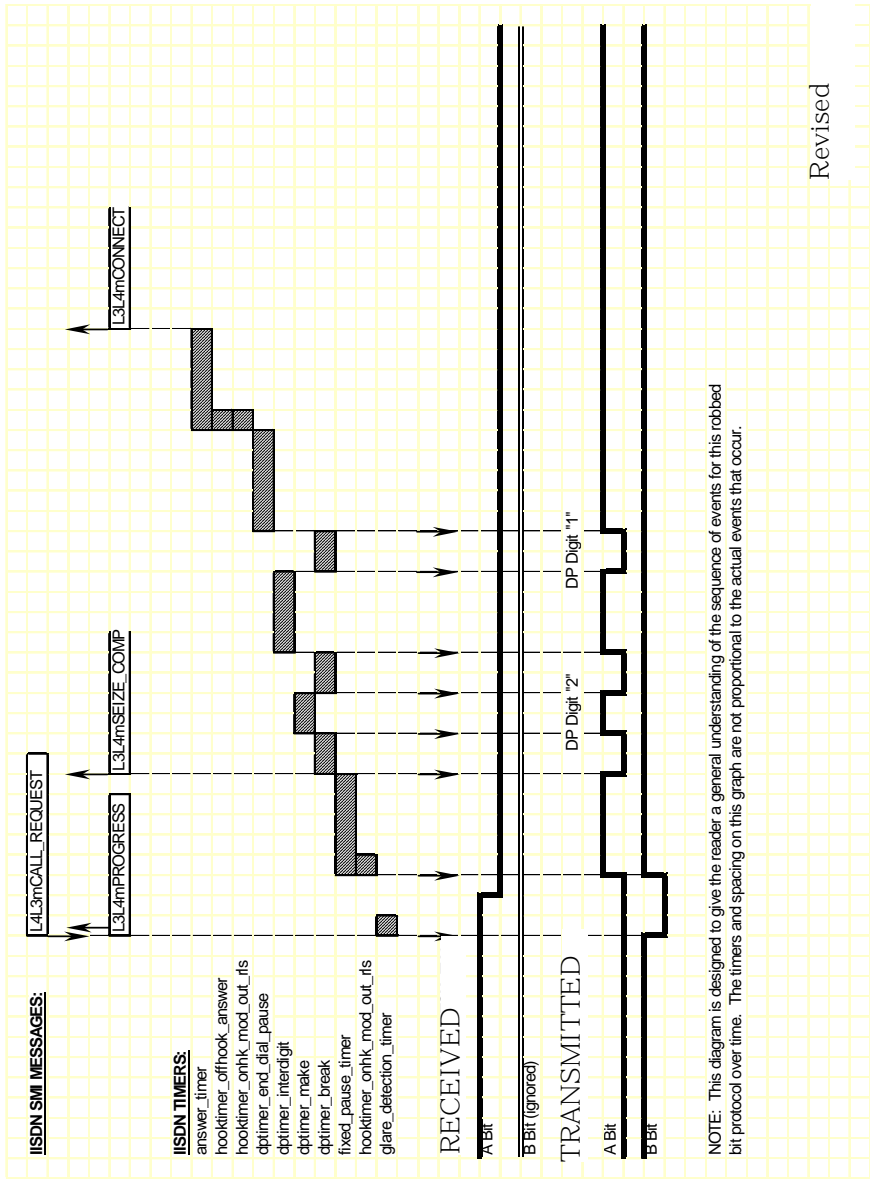 IISDN SMI MESSAGES:
L4L3mCALL_REQUEST
L3L4mPROGRESS
L3L4mSEIZE_COMP
L3L4mCONNECT
IISDN TIMERS:
answer_timer
hooktimer_offhook_answer
hooktimer_onhk_mod_out_rls
dptimer_end_dial_pause
dptimer_interdigit
dptimer_make
dptimer_break
fixed_pause_timer
hooktimer_onhk_mod_out_rls
glare_detection_timer
RECEIVED
A Bit
B Bit (ignored)
TRANSMITTED
DP Digit "2"
DP Digit "1"
A Bit
B Bit
NOTE: This diagram is designed to give the reader a general understanding of the sequence of events for this robbed
bit protocol over time. The timers and spacing on this graph are not proportional to the actual events that occur.
Revised